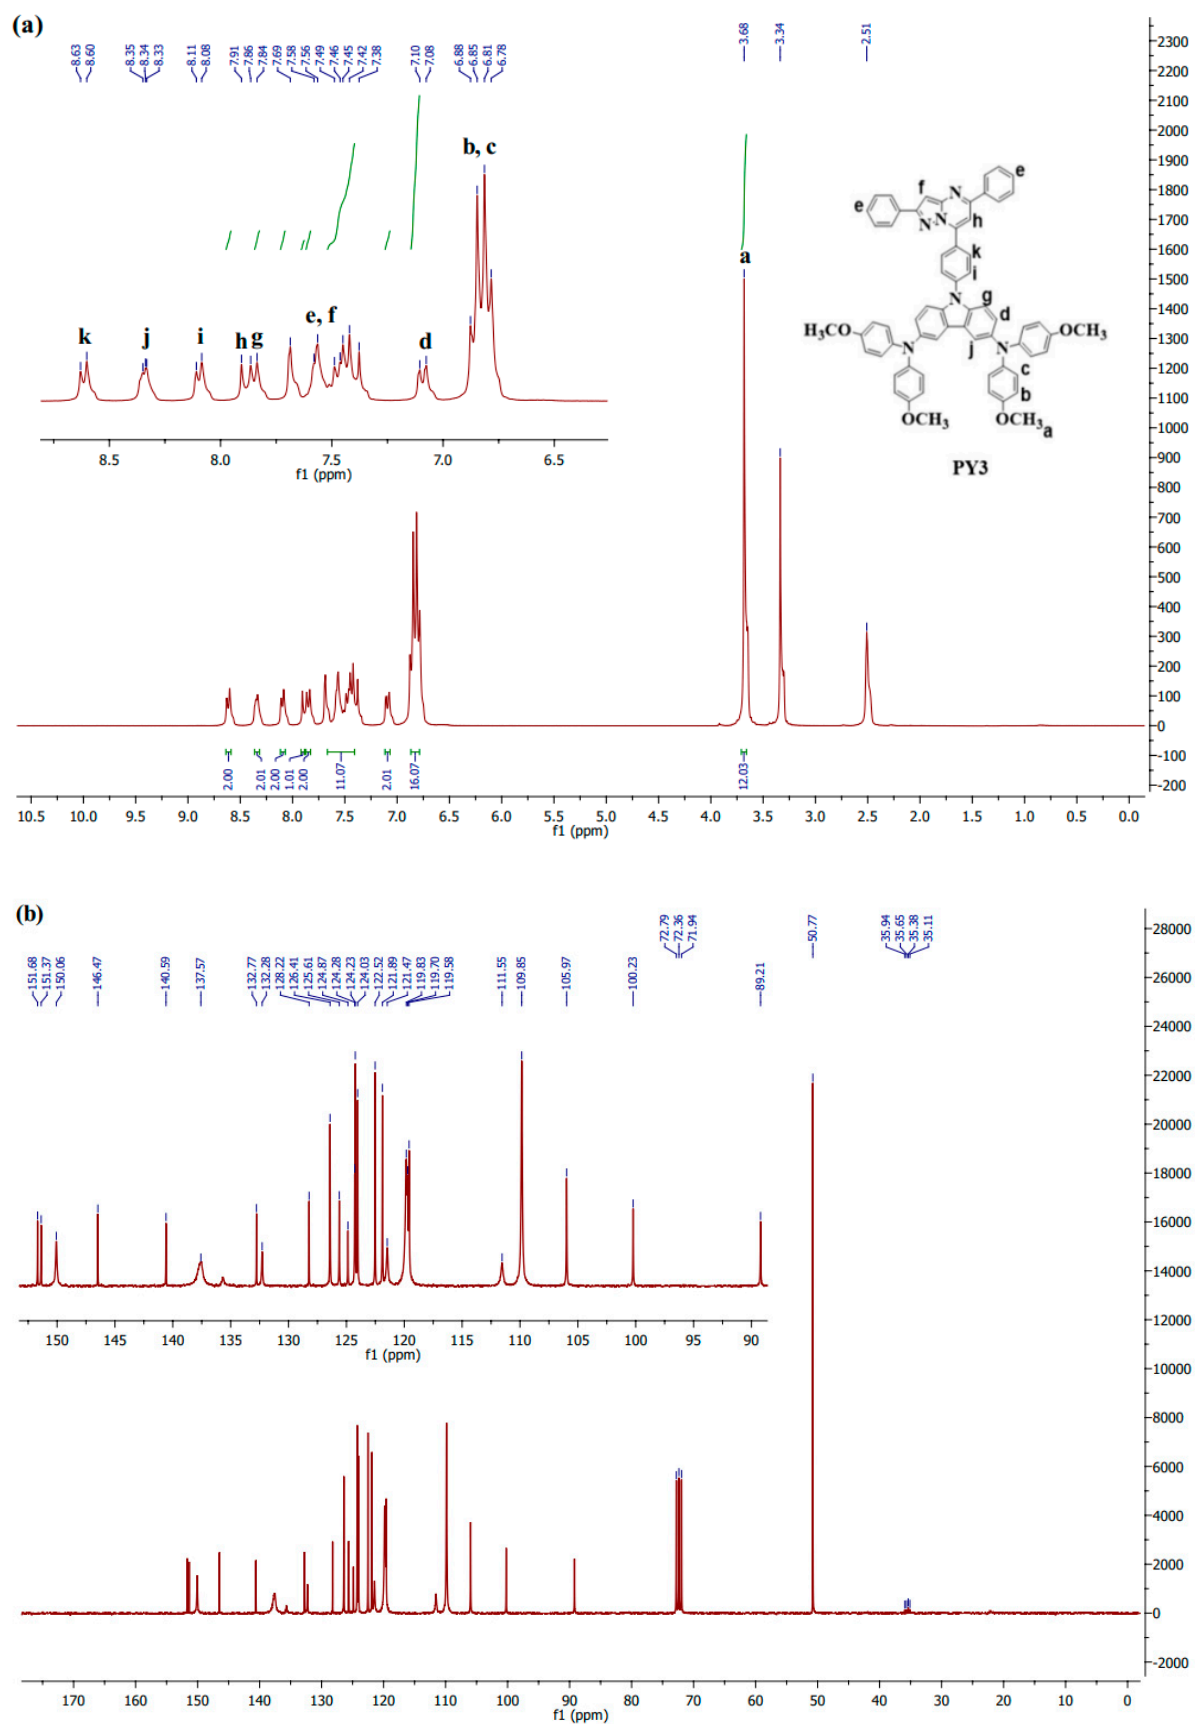 (a)
8.63 8.60 8.35 8.34 8.33 8.11 8.08 7.91 7.86 7.84 7.69 7.58 7.56 7.49 7.46 7.45 7.42 7.38 7.10 7.08 6.88 6.85 6.81 6.78 3.68 3.34 2.51
2300
2200
2100
2000
1900
1800
1700
1600
1500
1400
1300
1200
1100
1000
900
800
700
600
500
400
300
200
100
0
-100
-200
k j i h g e, f d b, c a
8.5 8.0 7.5 7.0 6.5
f1 (ppm)
e f N e
N N h
k
i
N g
d
H₃CO N j N OCH₃
c
b
OCH₃ OCH₃ a
PY3
2.00 2.01 2.00 1.01 2.00 11.07 2.01 16.07 12.03
10.5 10.0 9.5 9.0 8.5 8.0 7.5 7.0 6.5 6.0 5.5 5.0 4.5 4.0 3.5 3.0 2.5 2.0 1.5 1.0 0.5 0.0
f1 (ppm)
(b)
151.68 151.37 150.06 146.47 140.59 137.57 132.77 132.28 128.22 126.41 125.61 124.87 124.28 124.23 124.03 122.52 121.89 121.47 119.83 119.70 119.58 111.55 109.85 105.97 100.23 89.21 72.79 72.36 71.94 50.77 35.94 35.65 35.38 35.11
28000
26000
24000
22000
20000
18000
16000
14000
12000
10000
8000
6000
4000
2000
0
-2000
150 145 140 135 130 125 120 115 110 105 100 95 90
f1 (ppm)
170 160 150 140 130 120 110 100 90 80 70 60 50 40 30 20 10 0
f1 (ppm)